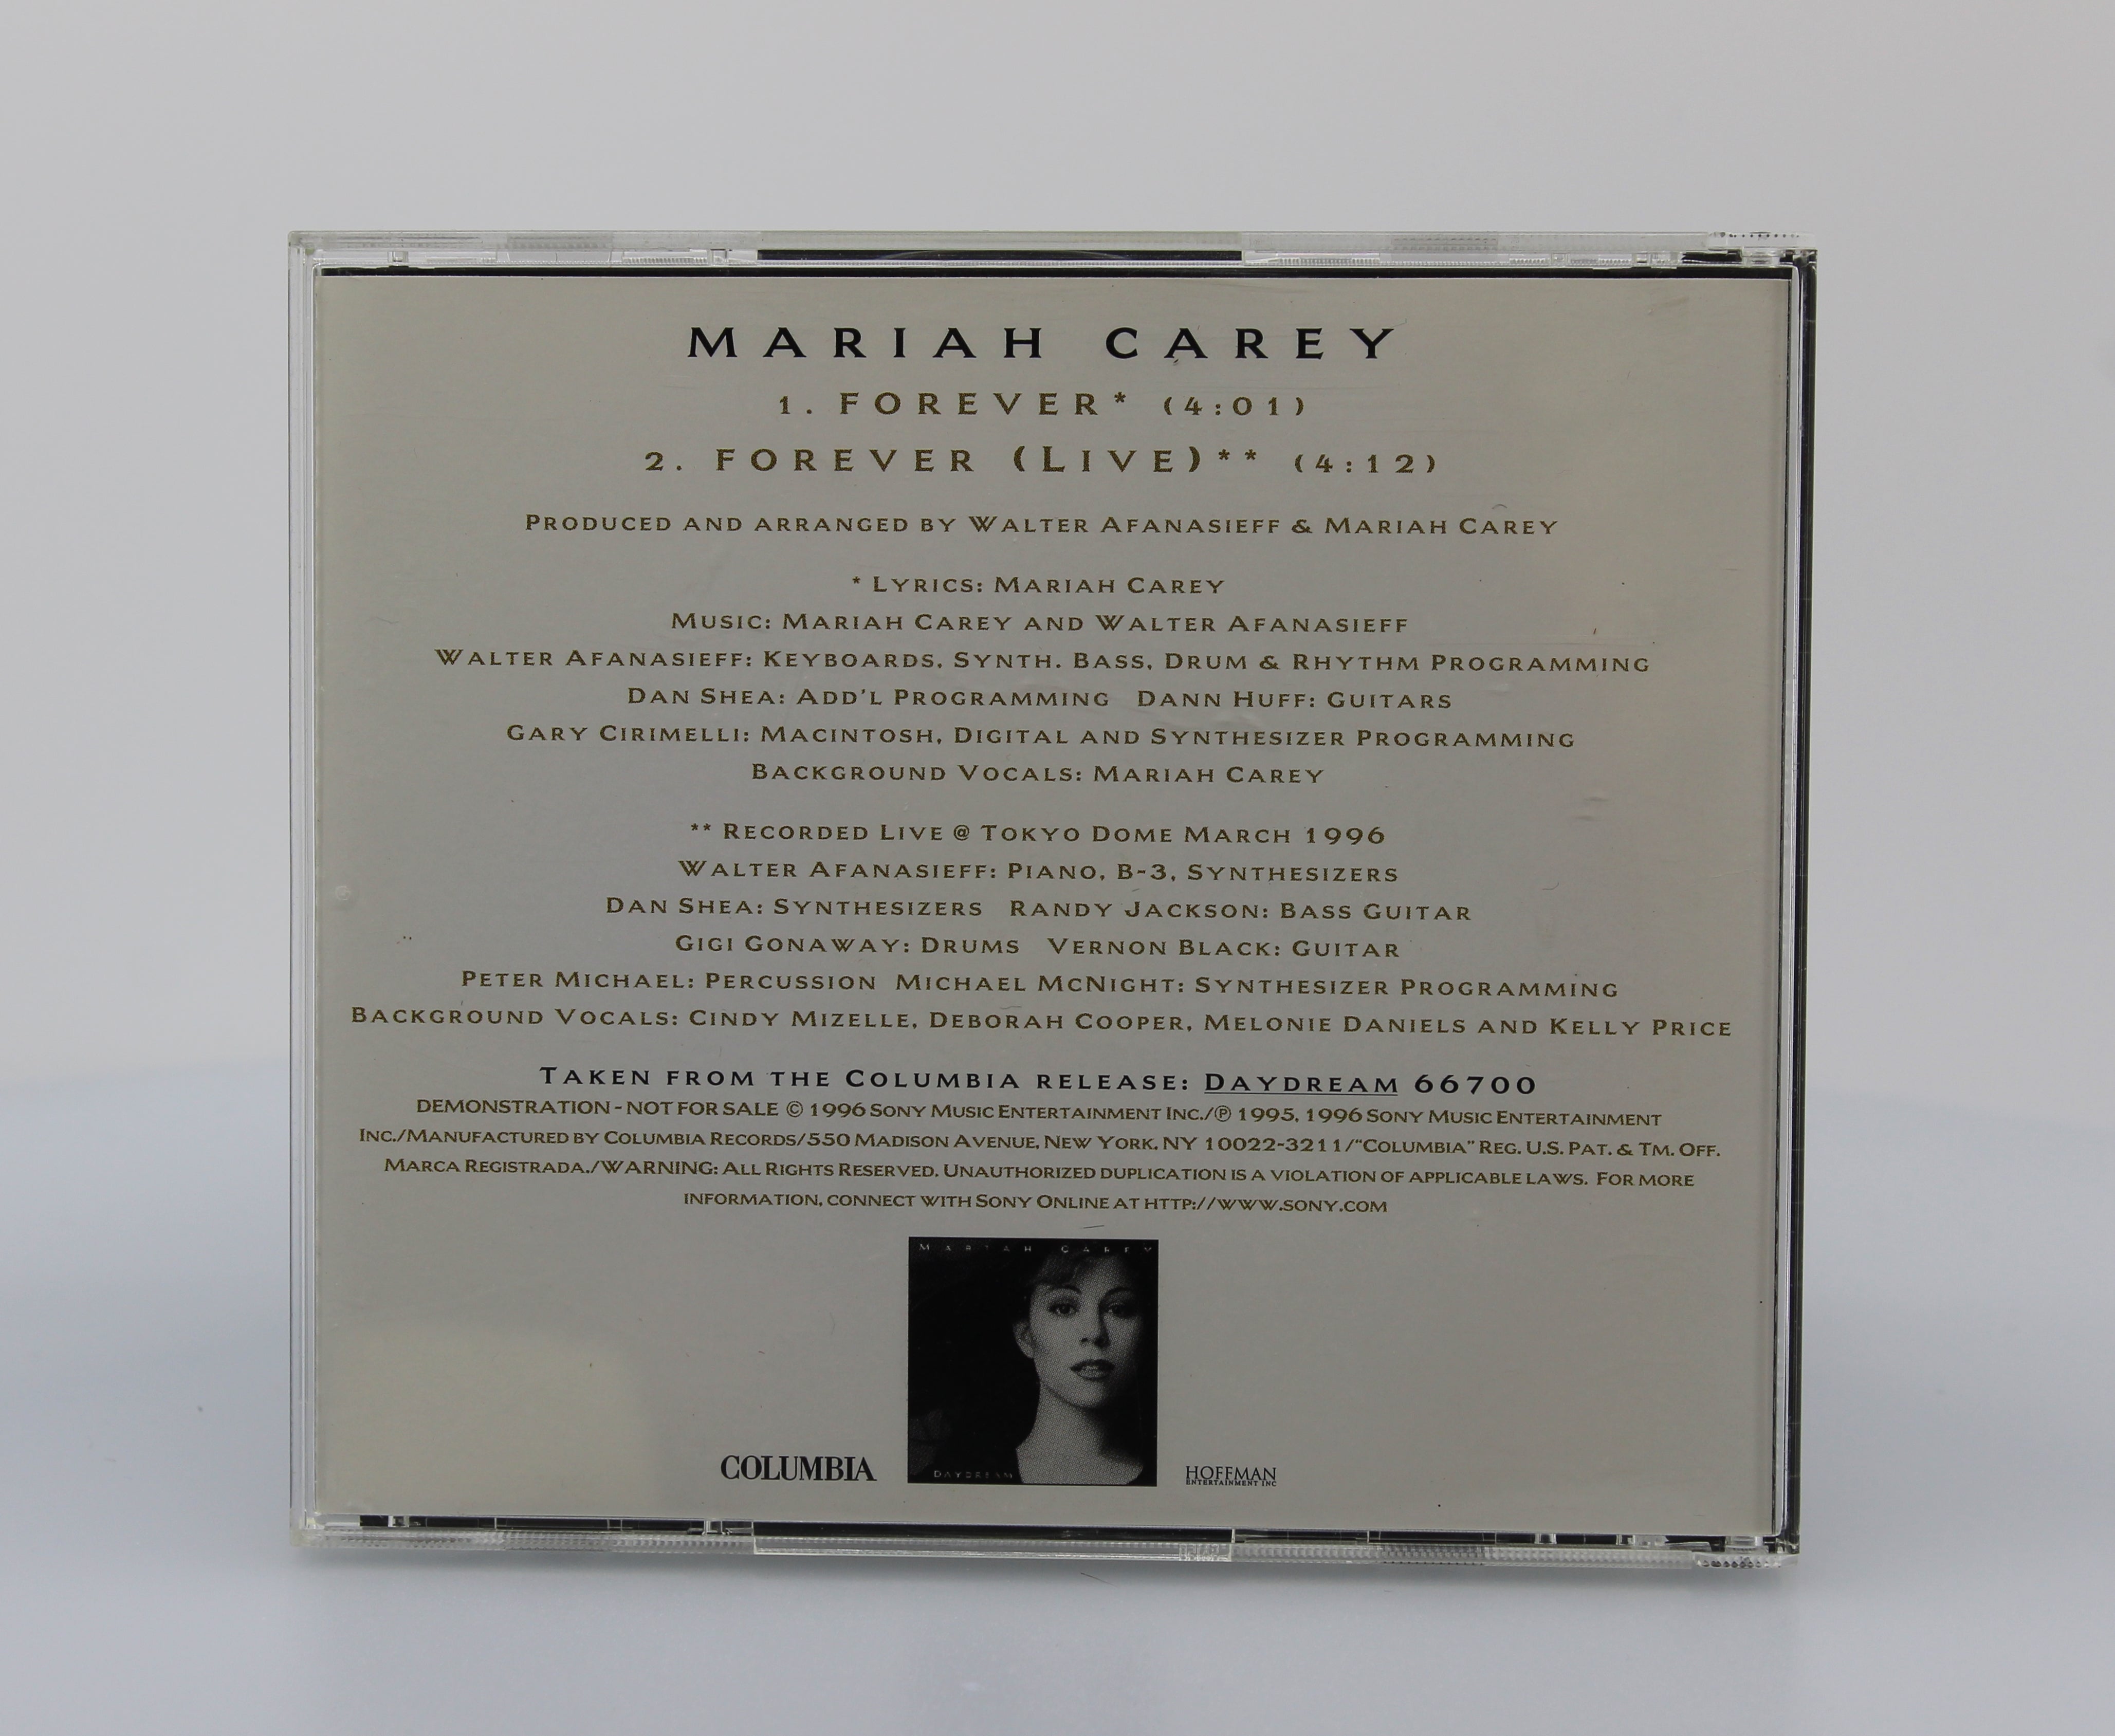 MARIAH CAREY
1. FOREVER* (4:01)
2. FOREVER (LIVE)** (4:12)
PRODUCED AND ARRANGED BY WALTER AFANASIEFF & MARIAH CAREY
* LYRICS: MARIAH CAREY
MUSIC: MARIAH CAREY AND WALTER AFANASIEFF
WALTER AFANASIEFF: KEYBOARDS, SYNTH. BASS, DRUM & RHYTHM PROGRAMMING
DAN SHEA: ADD'L PROGRAMMING DANN HUFF: GUITARS
GARY CIRIMELLI: MACINTOSH, DIGITAL AND SYNTHESIZER PROGRAMMING
BACKGROUND VOCALS: MARIAH CAREY
** RECORDED LIVE @ TOKYO DOME MARCH 1996
WALTER AFANASIEFF: PIANO, B-3, SYNTHESIZERS
DAN SHEA: SYNTHESIZERS RANDY JACKSON: BASS GUITAR
GIGI GONAWAY: DRUMS VERNON BLACK: GUITAR
PETER MICHAEL: PERCUSSION MICHAEL MCNIGHT: SYNTHESIZER PROGRAMMING
BACKGROUND VOCALS: CINDY MIZELLE, DEBORAH COOPER, MELONIE DANIELS AND KELLY PRICE
TAKEN FROM THE COLUMBIA RELEASE: DAYDREAM 66700
DEMONSTRATION - NOT FOR SALE © 1996 SONY MUSIC ENTERTAINMENT INC./℗ 1995, 1996 SONY MUSIC ENTERTAINMENT
INC./MANUFACTURED BY COLUMBIA RECORDS/550 MADISON AVENUE, NEW YORK, NY 10022-3211/"COLUMBIA" REG. U.S. PAT. & TM. OFF.
MARCA REGISTRADA./WARNING: ALL RIGHTS RESERVED. UNAUTHORIZED DUPLICATION IS A VIOLATION OF APPLICABLE LAWS. FOR MORE
INFORMATION, CONNECT WITH SONY ONLINE AT HTTP://WWW.SONY.COM
MARIAH CAREY
DAYDREAM
COLUMBIA
HOFFMAN
ENTERTAINMENT INC